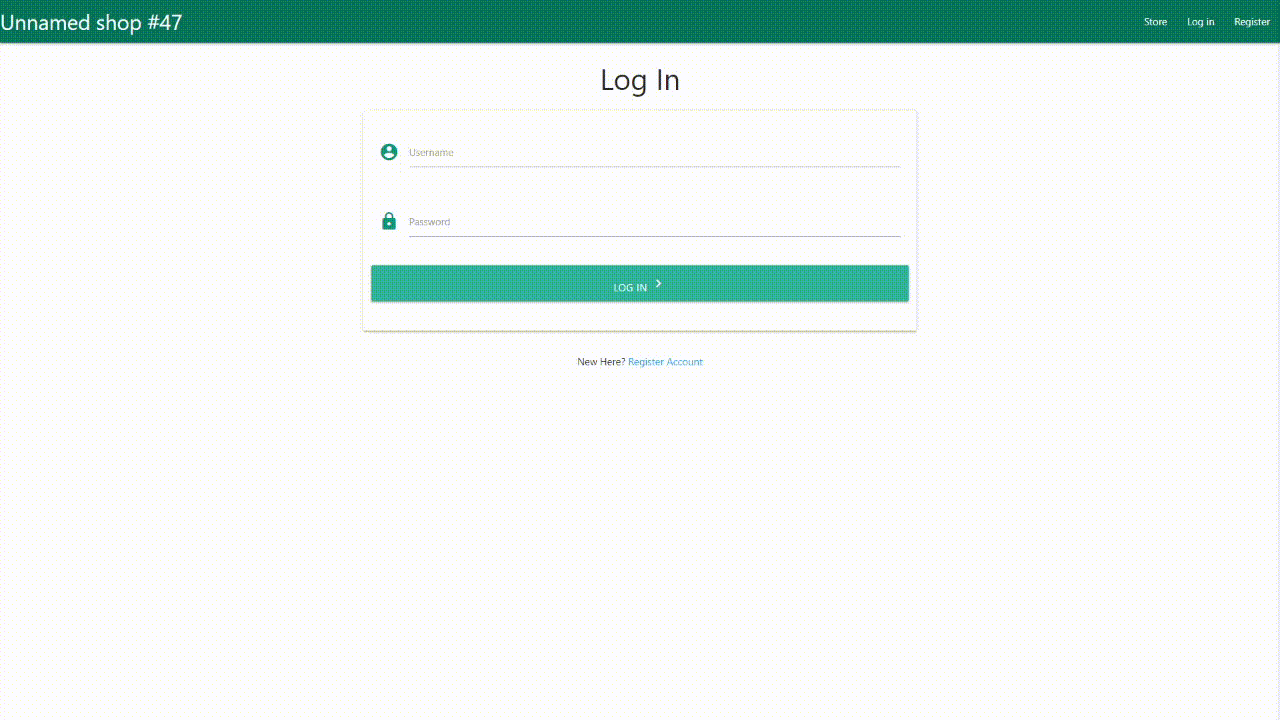 Unnamed shop #47
Store Log in Register
Log In
Username
Password
LOG IN
New Here? Register Account